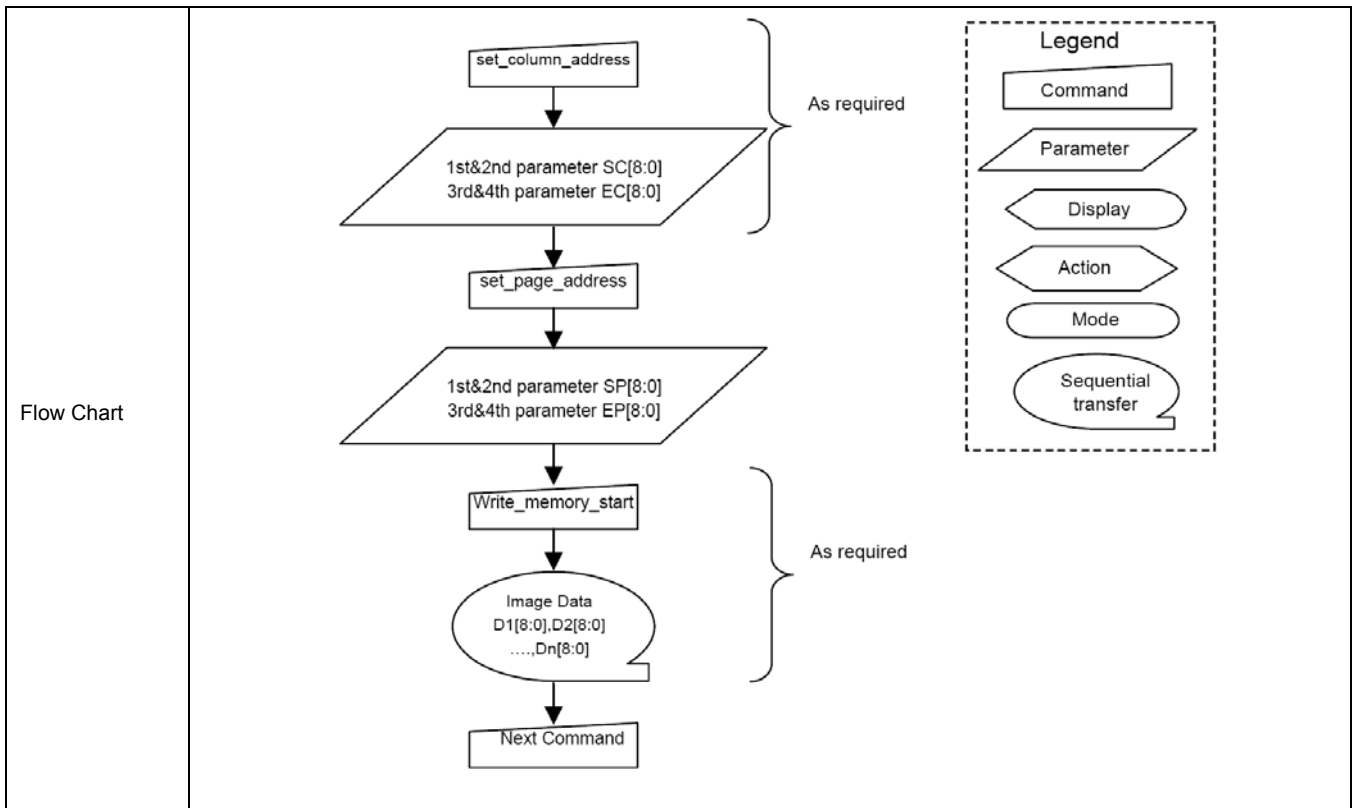 Flow Chart
set_column_address
1st&2nd parameter SC[8:0]
3rd&4th parameter EC[8:0]
As required
set_page_address
1st&2nd parameter SP[8:0]
3rd&4th parameter EP[8:0]
Write_memory_start
Image Data
D1[8:0],D2[8:0]
….,Dn[8:0]
As required
Next Command
Legend
Command
Parameter
Display
Action
Mode
Sequential
transfer